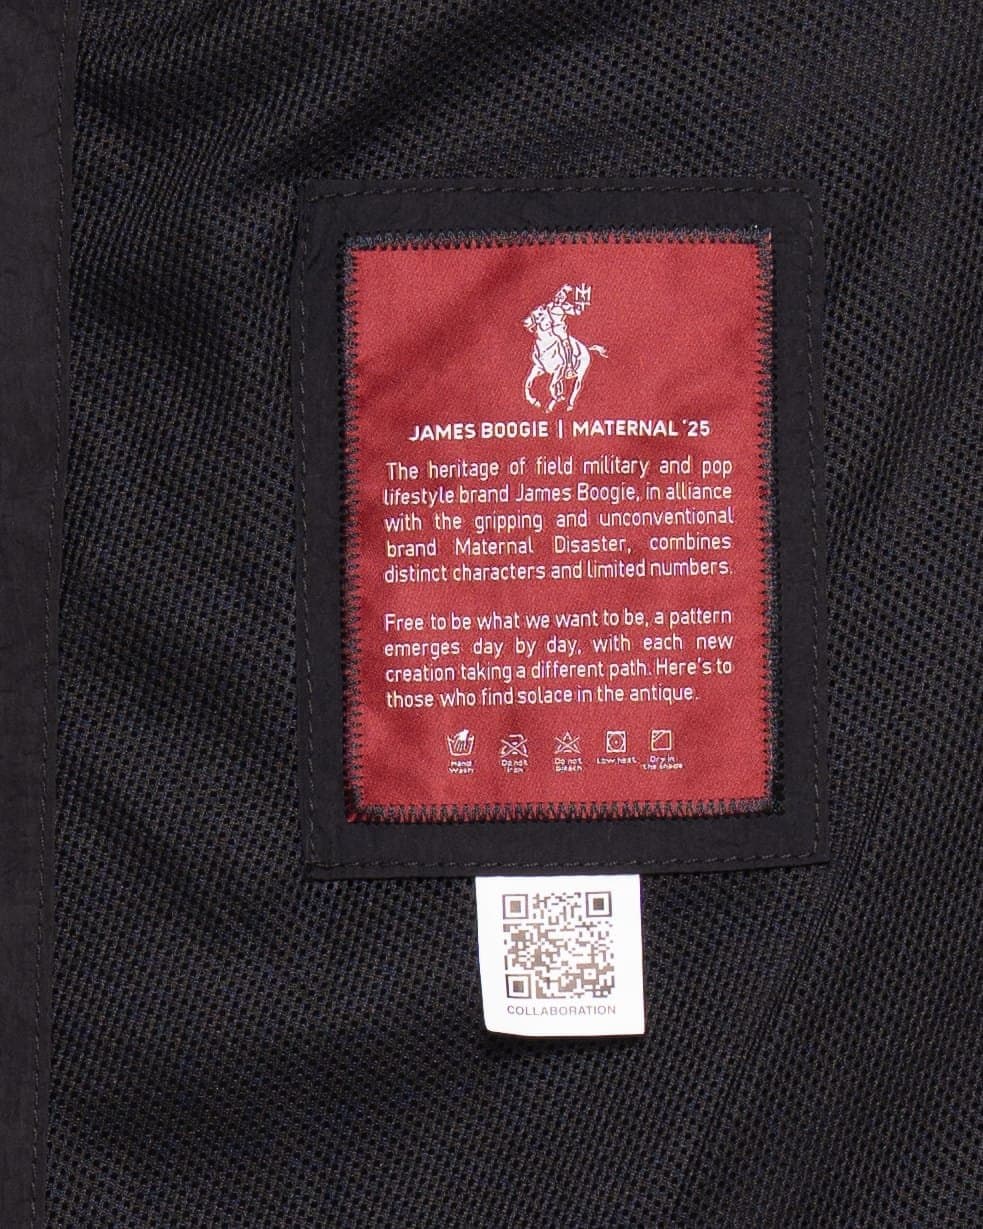 JAMES BOOGIE | MATERNAL '25
The heritage of field military and pop
lifestyle brand James Boogie, in alliance
with the gripping and unconventional
brand Maternal Disaster, combines
distinct characters and limited numbers.
Free to be what we want to be, a pattern
emerges day by day, with each new
creation taking a different path. Here's to
those who find solace in the antique.
Hand
Wash
Do not
Iron
Do not
Bleach
Low heat
Dry in
the shade
COLLABORATION